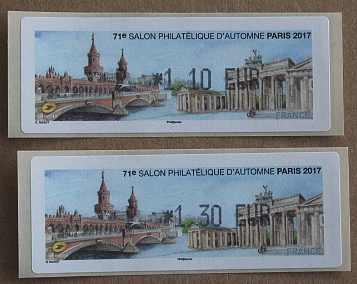 71e SALON PHILATÉLIQUE D'AUTOMNE PARIS 2017
*1,10 EUR
FRANCE
71e SALON PHILATÉLIQUE D'AUTOMNE PARIS 2017
*1,30 EUR
FRANCE